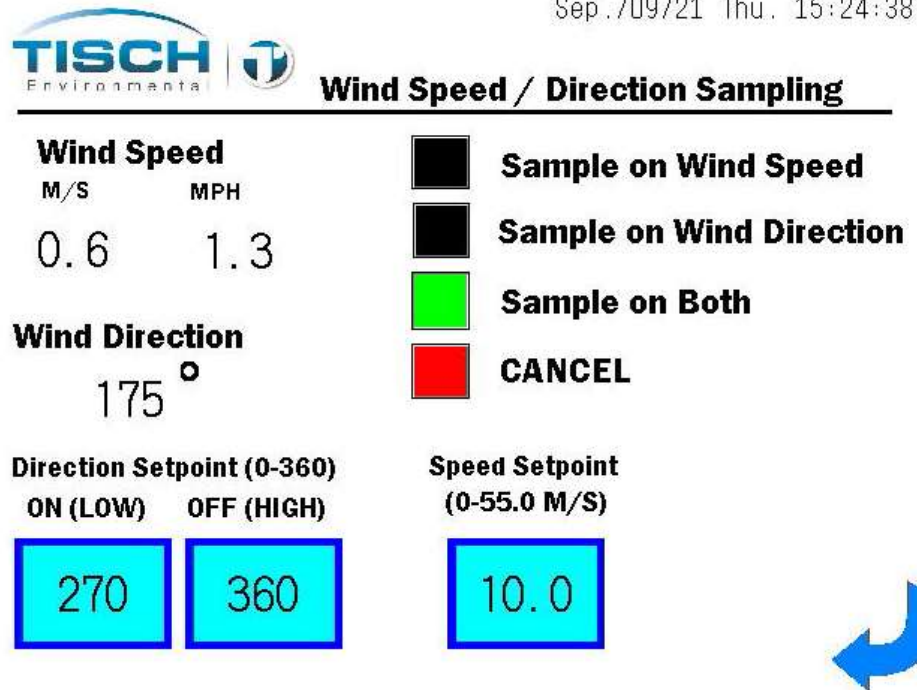 Sep./09/21 Thu. 15:24:38
TISCH
Environmental
Wind Speed / Direction Sampling
Wind Speed
M/S MPH
0.6 1.3
Wind Direction
175°
Sample on Wind Speed
Sample on Wind Direction
Sample on Both
CANCEL
Direction Setpoint (0-360)
ON (LOW) OFF (HIGH)
270 360
Speed Setpoint
(0-55.0 M/S)
10.0